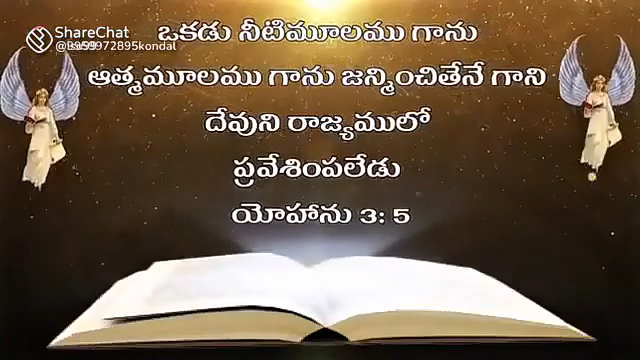 ShareChat
ఒకడు నీటిమూలము గాను
ఆత్మమూలము గాను జన్మించితేనే గాని
దేవుని రాజ్యములో
ప్రవేశింపలేడు
యోహాను 3: 5